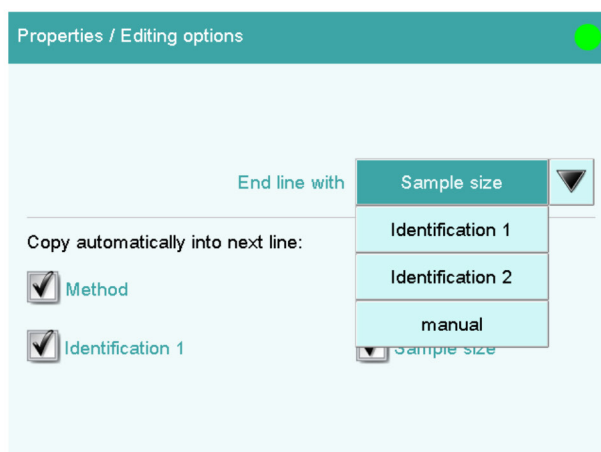 Properties / Editing options
End line with
Sample size
Identification 1
Identification 2
manual
Copy automatically into next line:
Method
Identification 1
Sample size